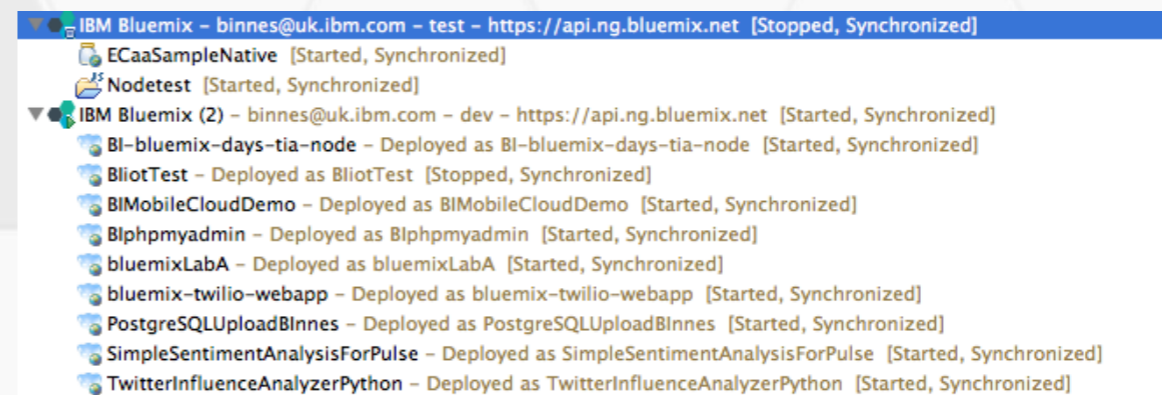 IBM Bluemix – binnes@uk.ibm.com – test – https://api.ng.bluemix.net [Stopped, Synchronized]
ECaaSampleNative [Started, Synchronized]
Nodetest [Started, Synchronized]
IBM Bluemix (2) – binnes@uk.ibm.com – dev – https://api.ng.bluemix.net [Started, Synchronized]
BI-bluemix-days-tia-node – Deployed as BI-bluemix-days-tia-node [Started, Synchronized]
BIiotTest – Deployed as BIiotTest [Stopped, Synchronized]
BIMobileCloudDemo – Deployed as BIMobileCloudDemo [Started, Synchronized]
BIphpmyadmin – Deployed as BIphpmyadmin [Started, Synchronized]
bluemixLabA – Deployed as bluemixLabA [Started, Synchronized]
bluemix-twilio-webapp – Deployed as bluemix-twilio-webapp [Started, Synchronized]
PostgreSQLUploadBInnes – Deployed as PostgreSQLUploadBInnes [Started, Synchronized]
SimpleSentimentAnalysisForPulse – Deployed as SimpleSentimentAnalysisForPulse [Started, Synchronized]
TwitterInfluenceAnalyzerPython – Deployed as TwitterInfluenceAnalyzerPython [Started, Synchronized]